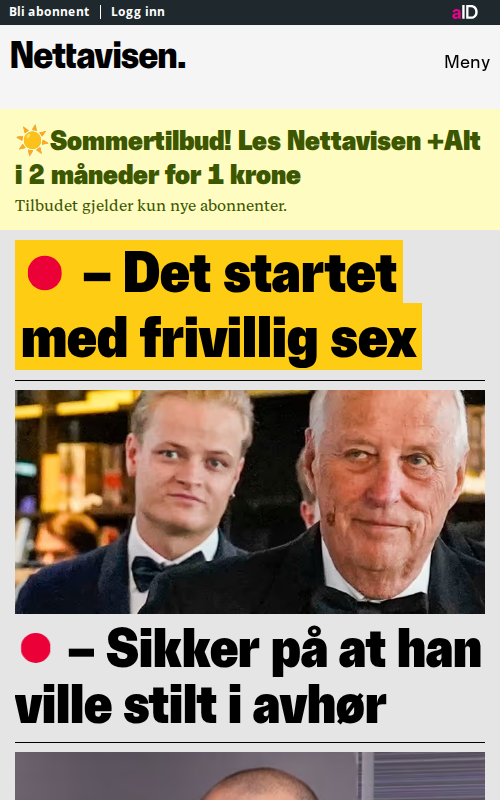 Bli abonnent | Logg inn
aID
Nettavisen.
Meny
☀️Sommertilbud! Les Nettavisen +Alt
i 2 måneder for 1 krone
Tilbudet gjelder kun nye abonnenter.
– Det startet
med frivillig sex
– Sikker på at han
ville stilt i avhør